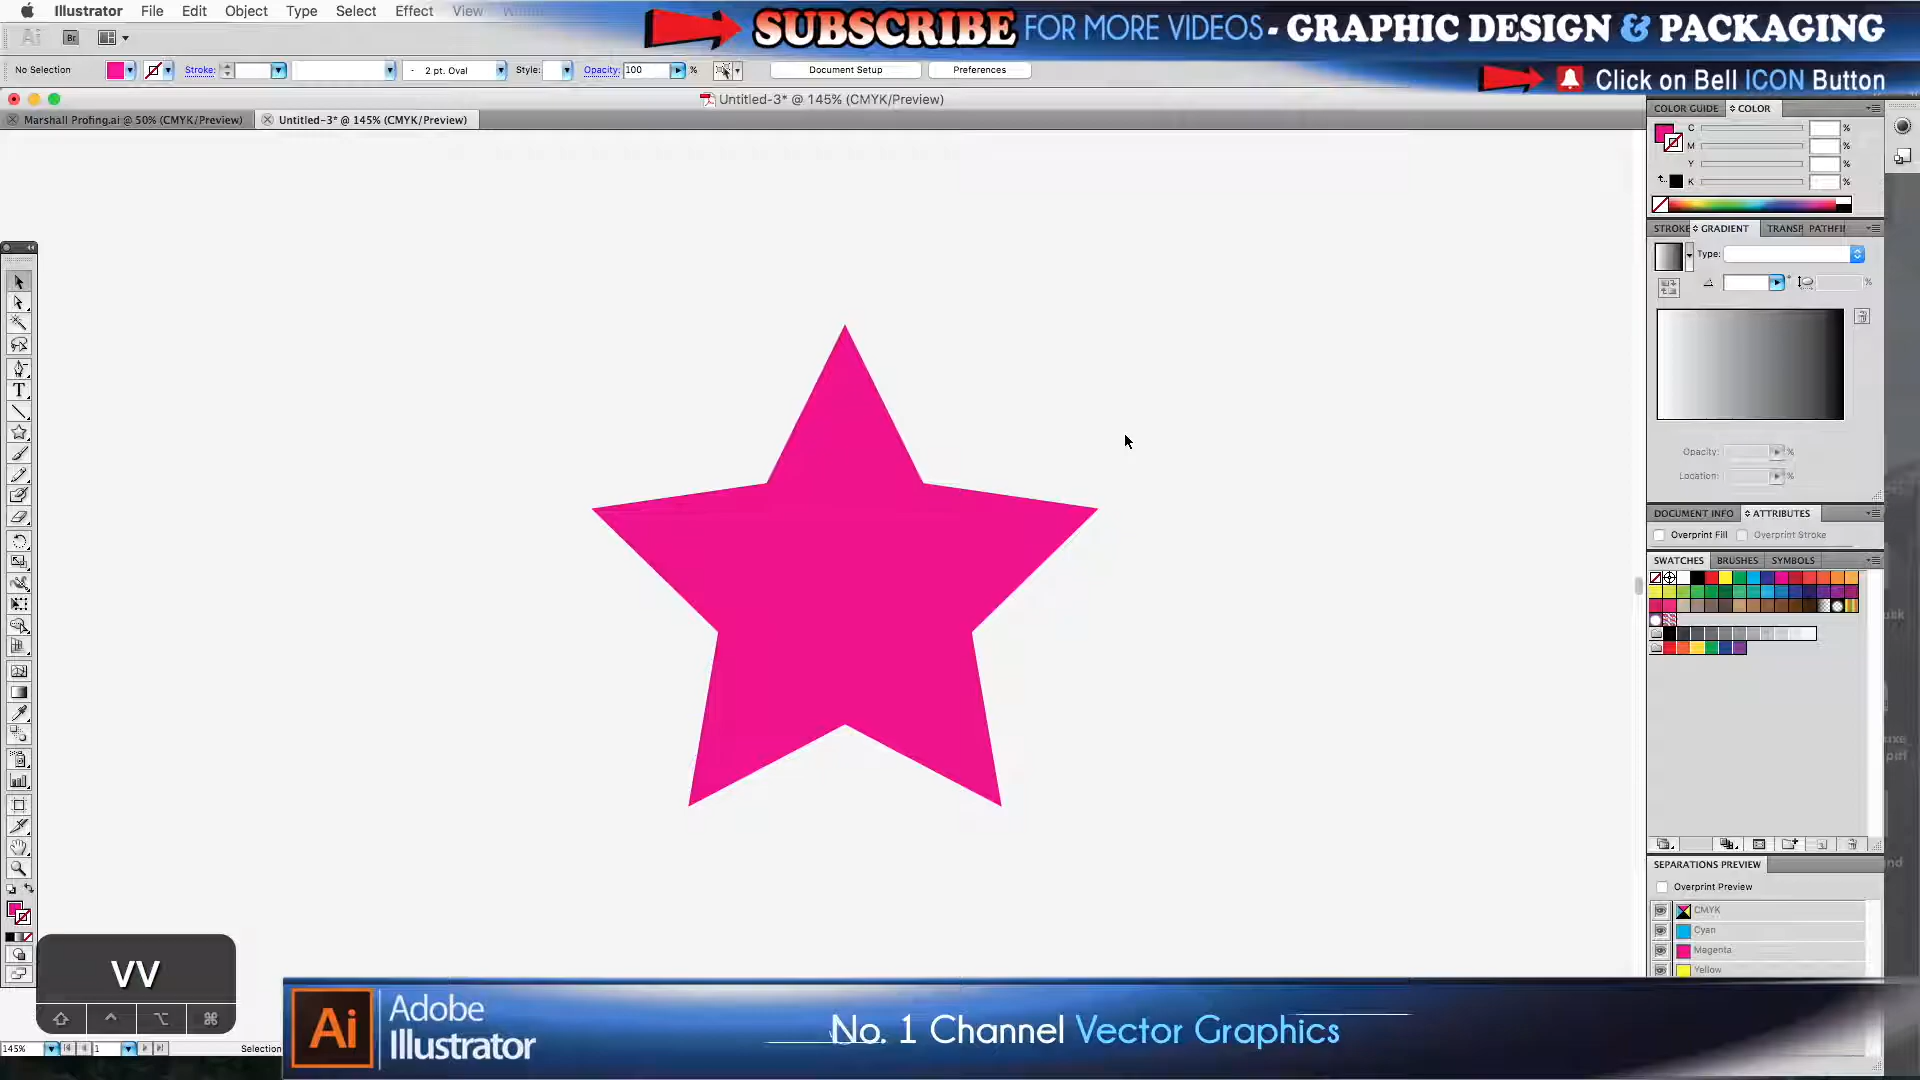 Illustrator File Edit Object Type Select Effect View
SUBSCRIBE FOR MORE VIDEOS - GRAPHIC DESIGN & PACKAGING
Ai Br
No Selection Stroke: 2 pt. Oval Style: Opacity: 100 % Document Setup Preferences
Click on Bell ICON Button
Untitled-3* @ 145% (CMYK/Preview)
Marshall Profing.ai @ 50% (CMYK/Preview) Untitled-3* @ 145% (CMYK/Preview)
COLOR GUIDE COLOR
C %
M %
Y %
K %
STROKE GRADIENT TRANSP PATHFI
Type:
%
Opacity: %
Location: %
DOCUMENT INFO ATTRIBUTES
Overprint Fill Overprint Stroke
SWATCHES BRUSHES SYMBOLS
T
SEPARATIONS PREVIEW
Overprint Preview
CMYK
Cyan
Magenta
Yellow
VV
Ai Adobe Illustrator
No. 1 Channel Vector Graphics
145% 1 Selection